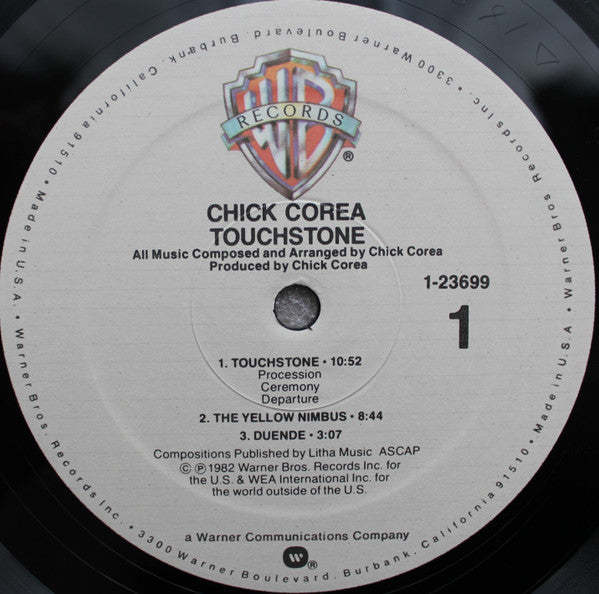 WB
RECORDS
®
CHICK COREA
TOUCHSTONE
All Music Composed and Arranged by Chick Corea
Produced by Chick Corea
1-23699
1
1. TOUCHSTONE • 10:52
Procession
Ceremony
Departure
2. THE YELLOW NIMBUS • 8:44
3. DUENDE • 3:07
Compositions Published by Litha Music ASCAP
© ℗ 1982 Warner Bros. Records Inc. for
the U.S. & WEA International Inc. for
the world outside of the U.S.
a Warner Communications Company
®
Warner Bros. Records Inc. • 3300 Warner Boulevard, Burbank, California 91510 • Made in U.S.A. •
Warner Bros. Records Inc. • 3300 Warner Boulevard, Burbank, California 91510 • Made in U.S.A. •